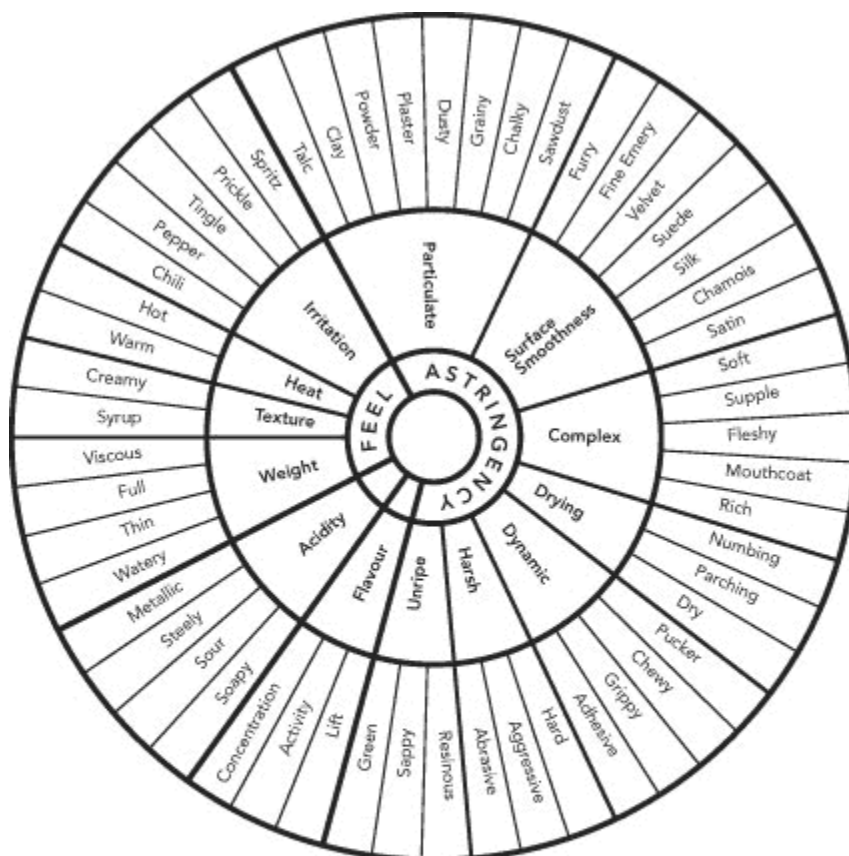 FEEL
ASTRINGENCY
Particulate
Surface
Smoothness
Complex
Drying
Dynamic
Harsh
Unripe
Flavour
Acidity
Weight
Texture
Heat
Irritation
Talc
Clay
Powder
Plaster
Dusty
Grainy
Chalky
Sawdust
Furry
Fine Emery
Velvet
Suede
Silk
Chamois
Satin
Soft
Supple
Fleshy
Mouthcoat
Rich
Numbing
Parching
Dry
Pucker
Chewy
Grippy
Adhesive
Hard
Aggressive
Abrasive
Resinous
Sappy
Green
Lift
Activity
Concentration
Soapy
Sour
Steely
Metallic
Watery
Thin
Full
Viscous
Syrup
Creamy
Warm
Hot
Chili
Pepper
Tingle
Prickle
Spritz